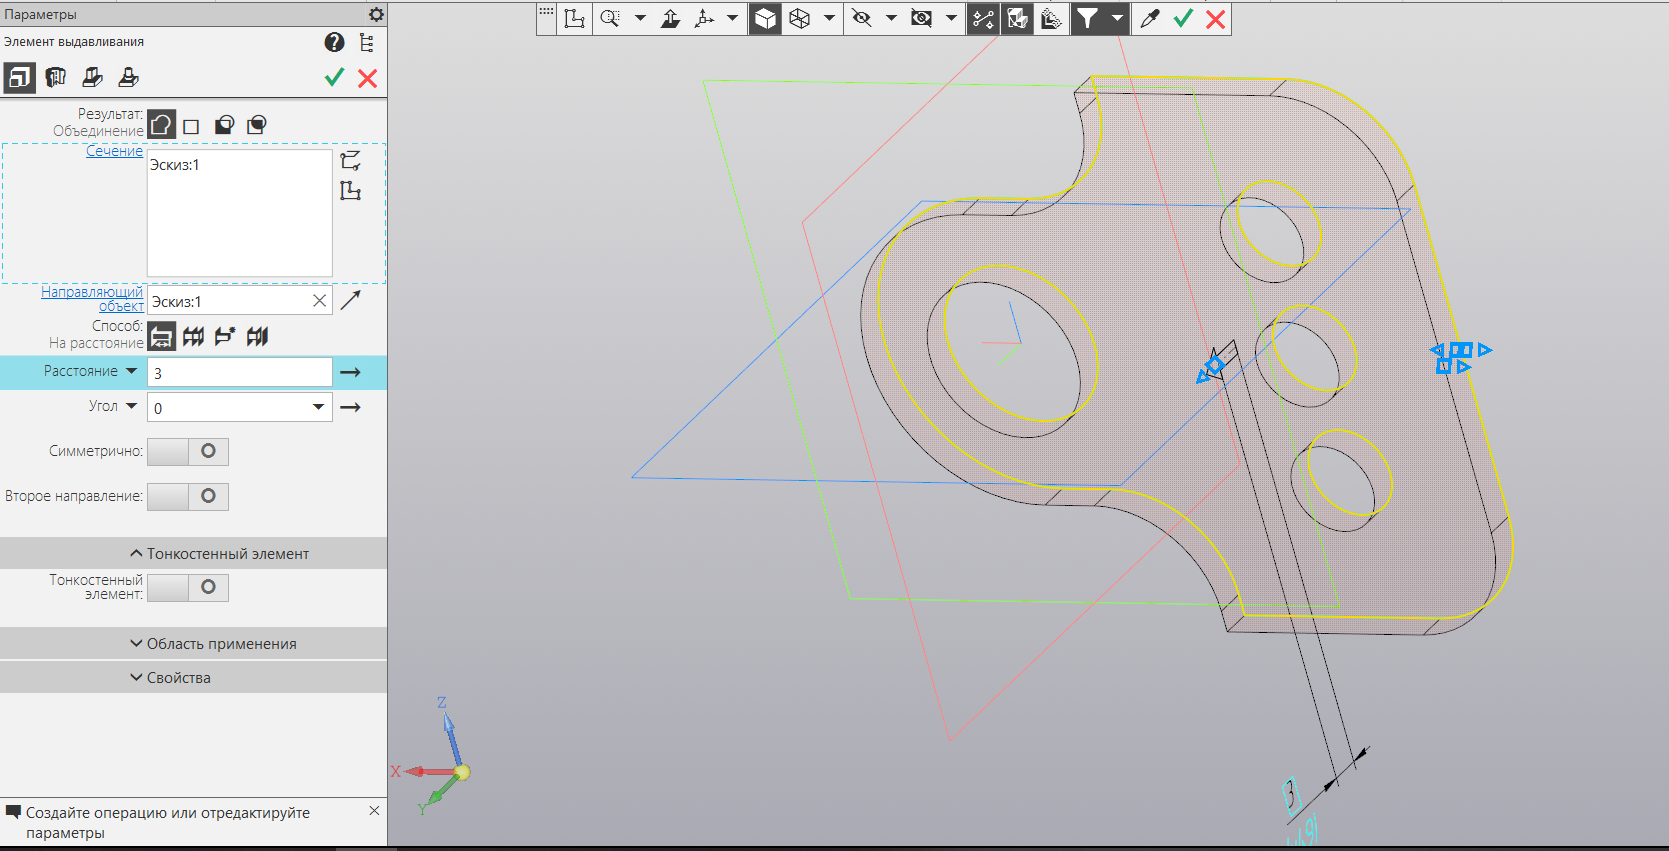 Параметры
Элемент выдавливания
Результат:
Объединение
Сечение
Эскиз:1
Направляющий
объект
Эскиз:1
Способ:
На расстояние
Расстояние
3
Угол
0
Симметрично:
Второе направление:
Тонкостенный элемент
Тонкостенный
элемент:
Область применения
Свойства
Создайте операцию или отредактируйте
параметры
Z
X
Y
3